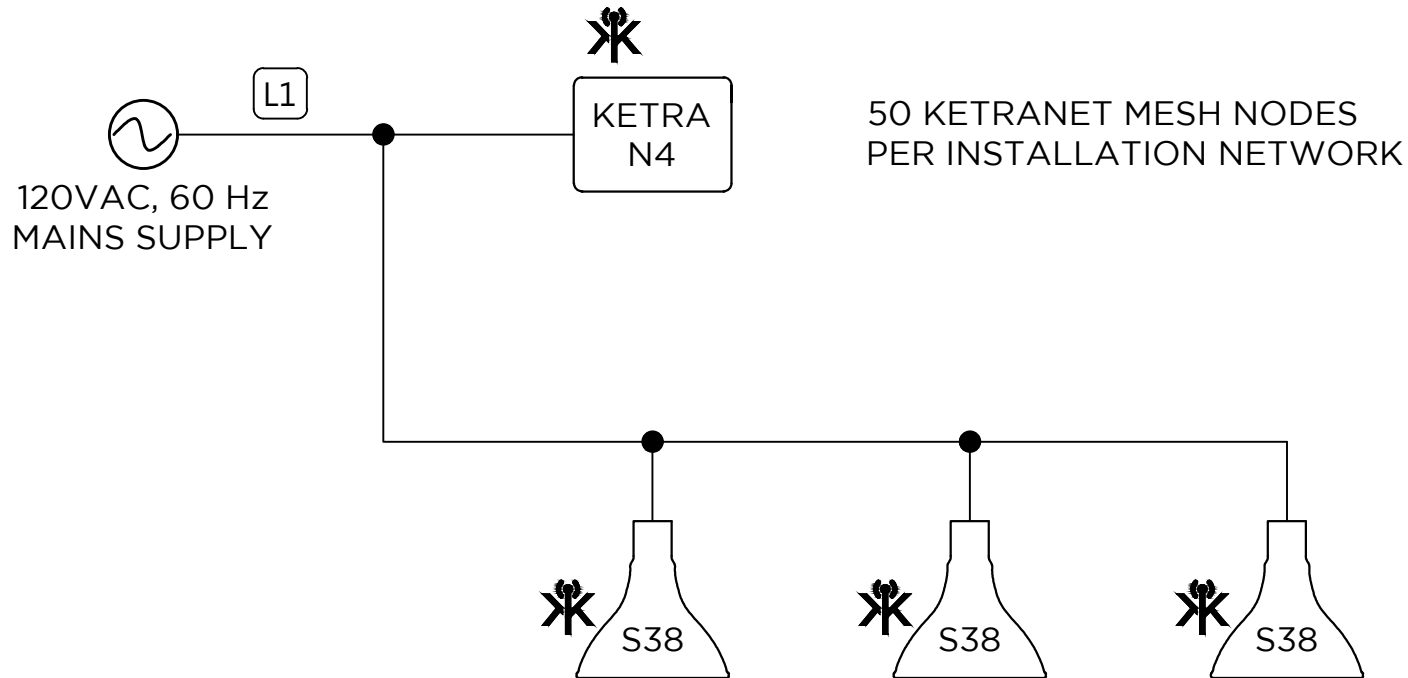 L1
KETRA
N4
50 KETRANET MESH NODES
PER INSTALLATION NETWORK
120VAC, 60 Hz
MAINS SUPPLY
S38
S38
S38